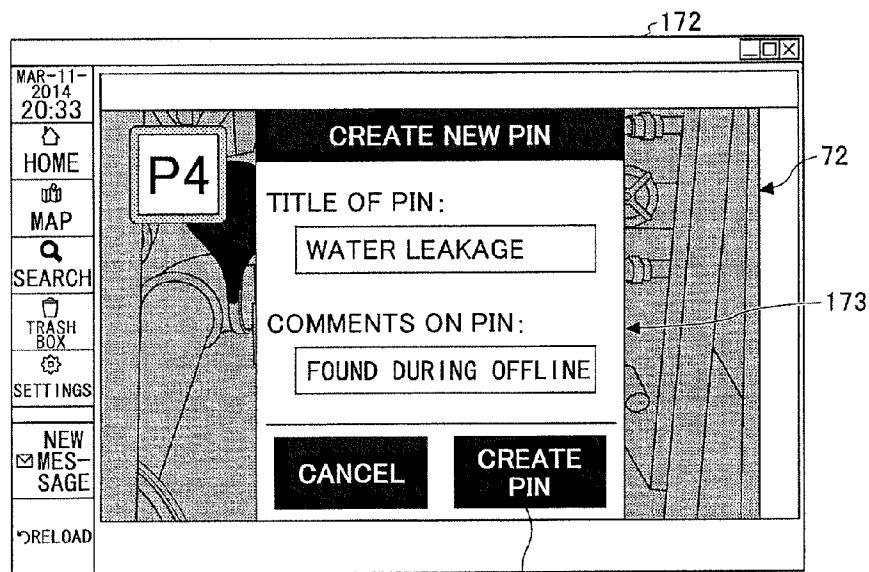 172
MAR-11-
2014
20:33
HOME
MAP
SEARCH
TRASH
BOX
SETTINGS
NEW
MES-
SAGE
RELOAD
P4
CREATE NEW PIN
TITLE OF PIN:
WATER LEAKAGE
COMMENTS ON PIN:
FOUND DURING OFFLINE
CANCEL
CREATE
PIN
72
173